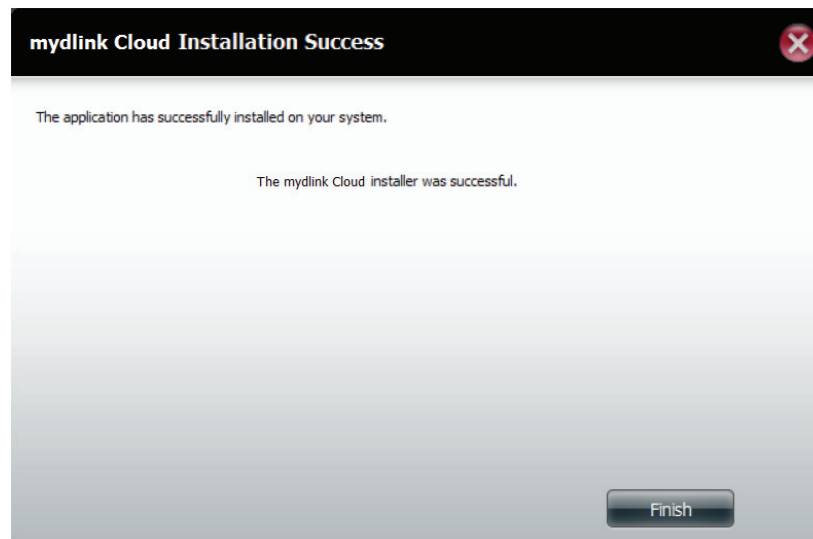 mydlink Cloud Installation Success
The application has successfully installed on your system.
The mydlink Cloud installer was successful.
Finish